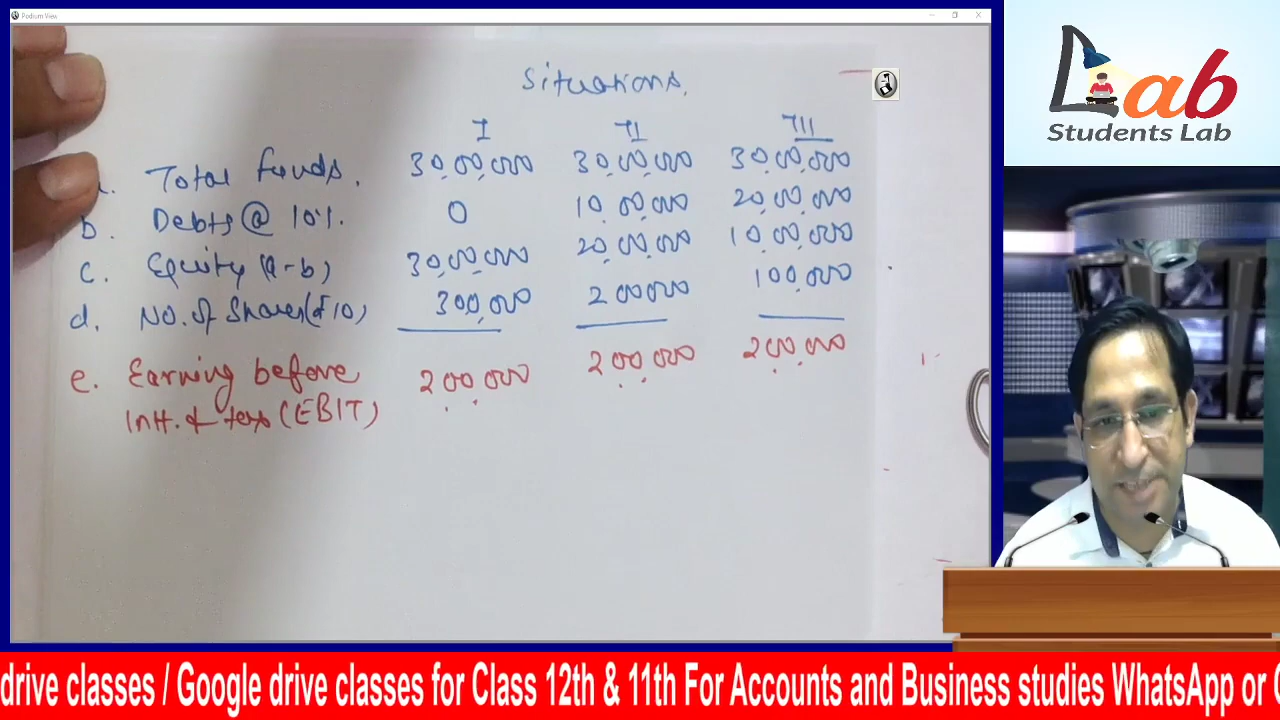 Podium View
Situations.
I II III
a. Total funds. 30,00,000 30,00,000 30,00,000
b. Debts @ 10%. 0 10,00,000 20,00,000
c. Equity (a-b) 30,00,000 20,00,000 10,00,000
d. No. of Shares (₹10) 300,000 200000 100,000
e. Earning before 200,000 200,000 200,000
Int. & tax (EBIT)
Lab
Students Lab
drive classes / Google drive classes for Class 12th & 11th For Accounts and Business studies WhatsApp or